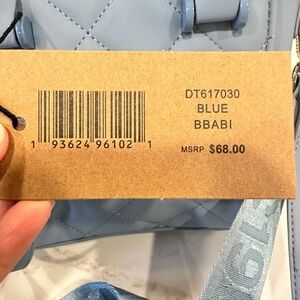 DT617030
BLUE
BBABI
1 93624 96102 1
MSRP $68.00